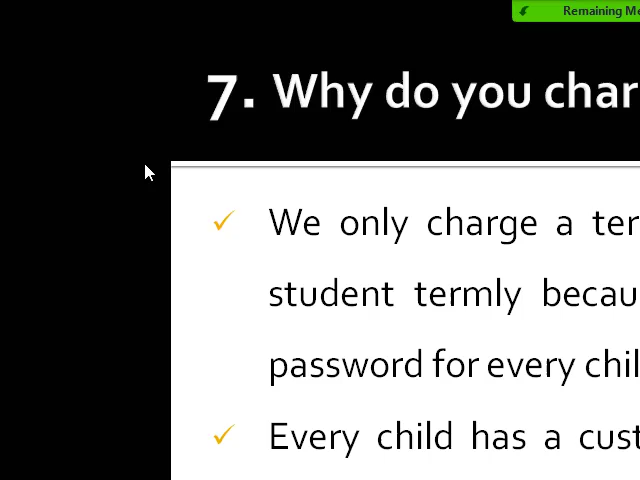 Remaining Me
7. Why do you char
✓ We only charge a ter
student termly becau
password for every chil
✓ Every child has a cust